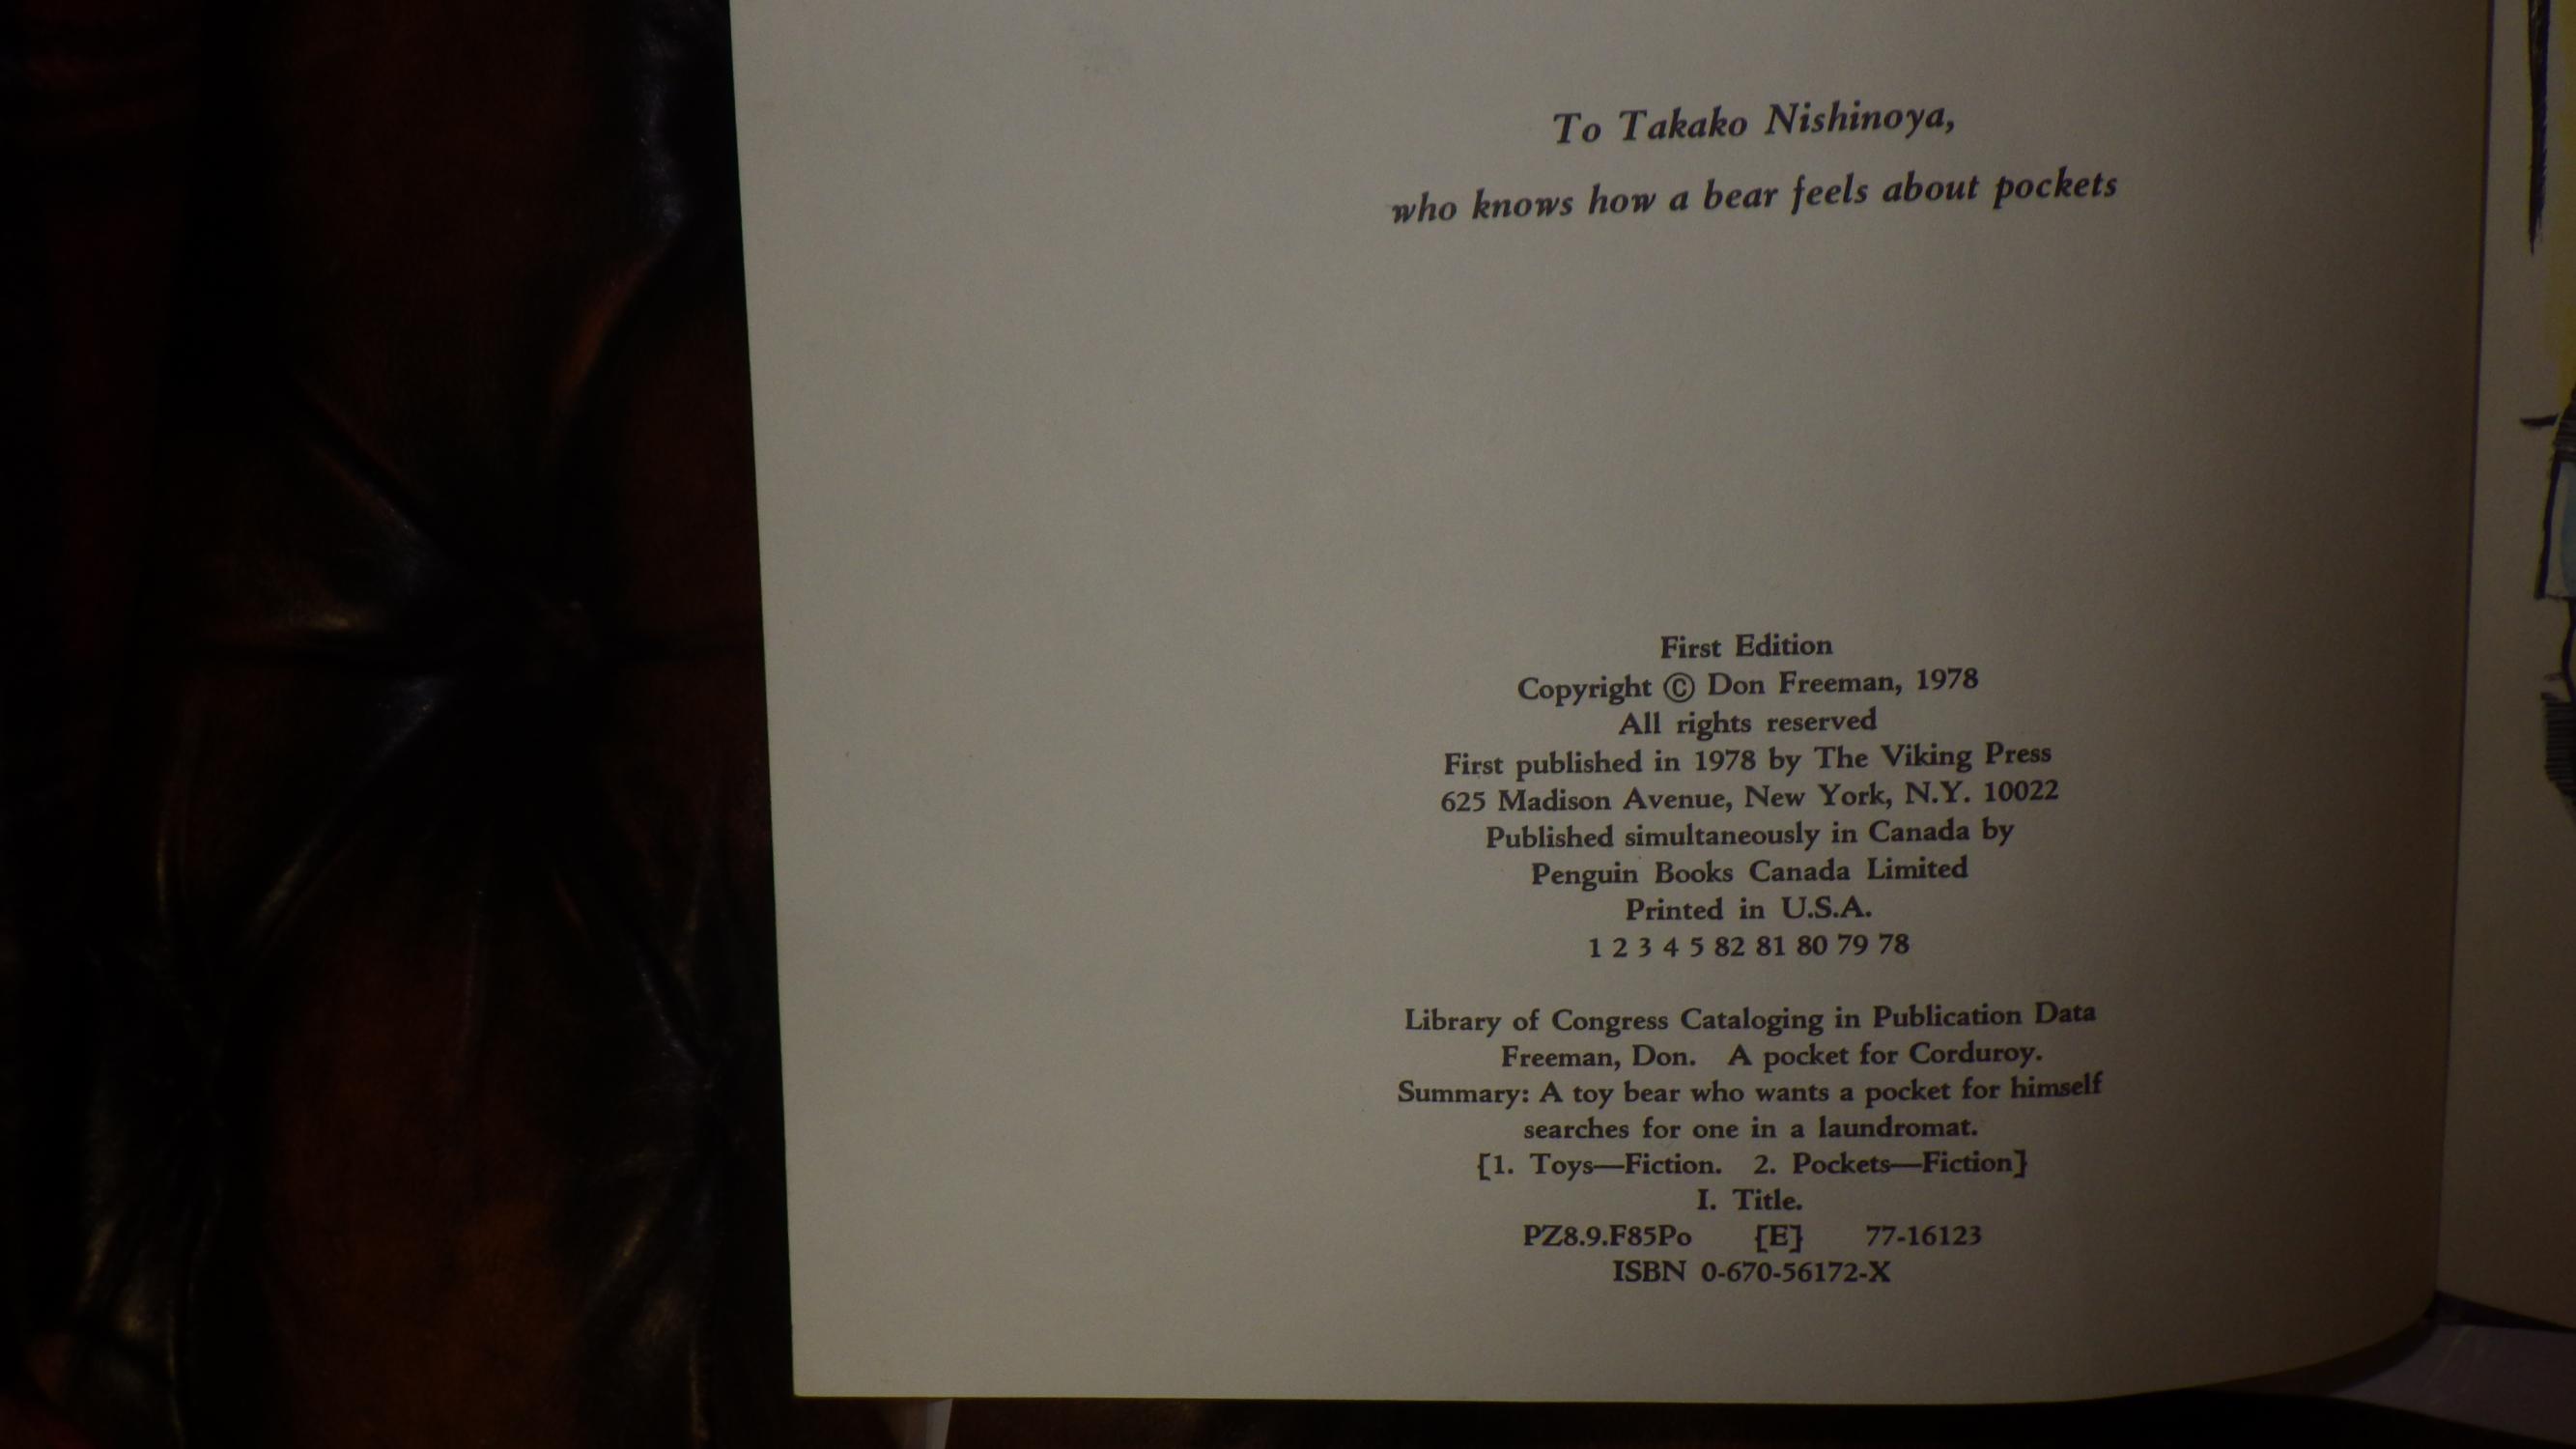 To Takako Nishinoya,
who knows how a bear feels about pockets
First Edition
Copyright © Don Freeman, 1978
All rights reserved
First published in 1978 by The Viking Press
625 Madison Avenue, New York, N.Y. 10022
Published simultaneously in Canada by
Penguin Books Canada Limited
Printed in U.S.A.
1 2 3 4 5 82 81 80 79 78
Library of Congress Cataloging in Publication Data
Freeman, Don. A pocket for Corduroy.
Summary: A toy bear who wants a pocket for himself
searches for one in a laundromat.
[1. Toys—Fiction. 2. Pockets—Fiction]
I. Title.
PZ8.9.F85Po [E] 77-16123
ISBN 0-670-56172-X